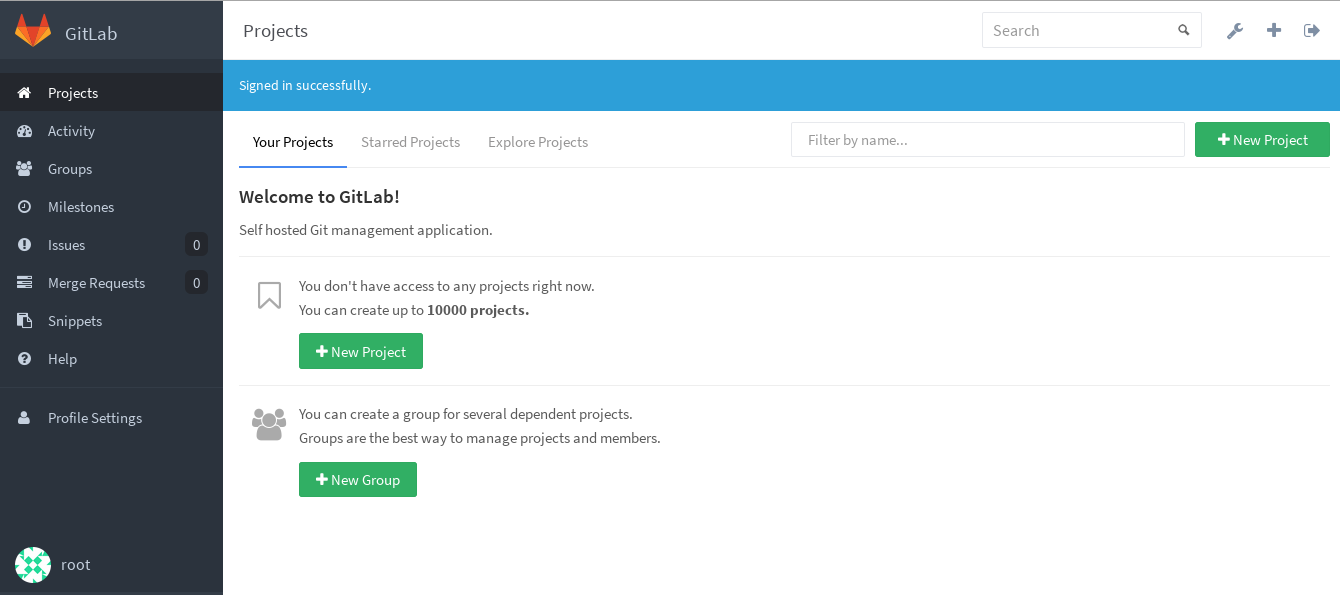 GitLab
Projects
Activity
Groups
Milestones
Issues 0
Merge Requests 0
Snippets
Help
Profile Settings
root
Projects
Search
Signed in successfully.
Your Projects Starred Projects Explore Projects
Filter by name...
New Project
Welcome to GitLab!
Self hosted Git management application.
You don't have access to any projects right now.
You can create up to 10000 projects.
New Project
You can create a group for several dependent projects.
Groups are the best way to manage projects and members.
New Group